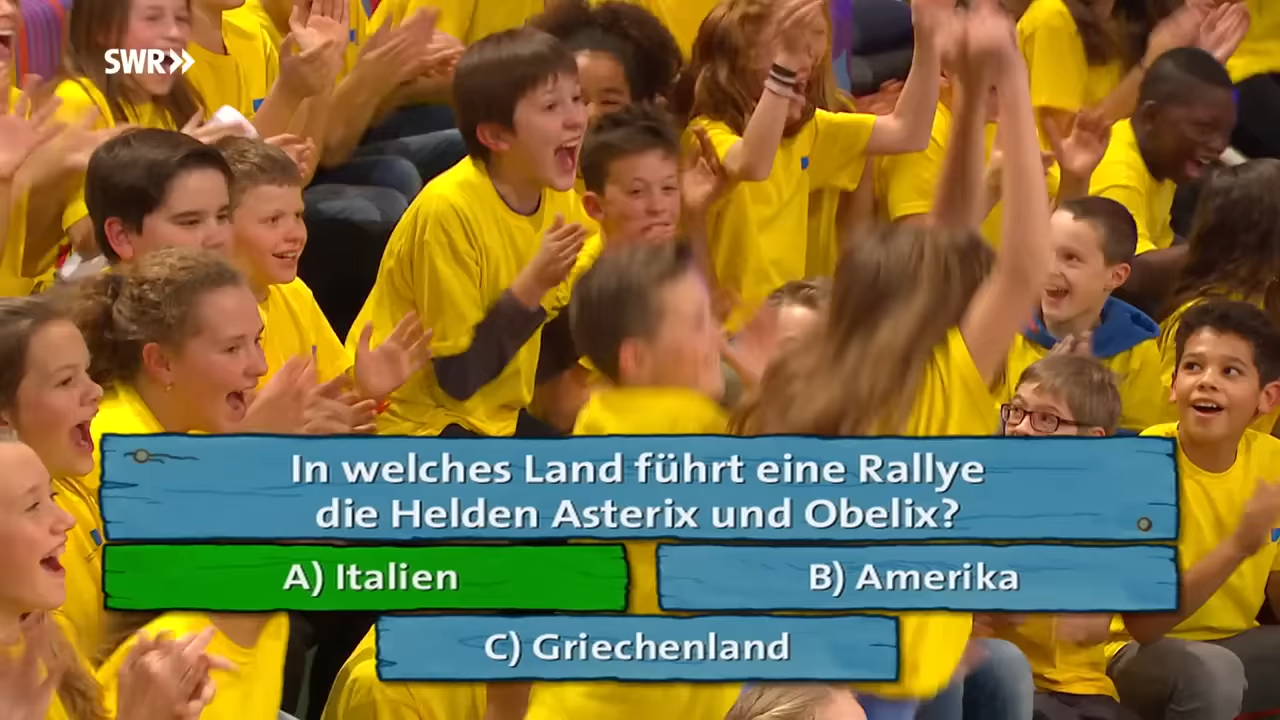 SWR»
In welches Land führt eine Rallye
die Helden Asterix und Obelix?
A) Italien
B) Amerika
C) Griechenland